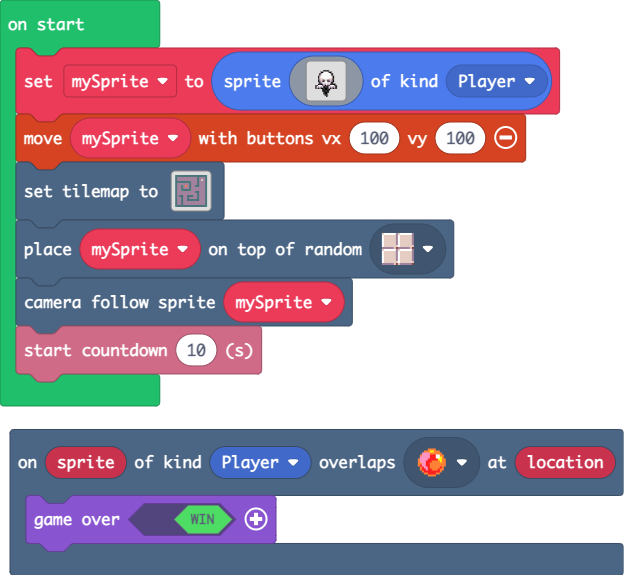 on start
set mySprite to sprite of kind Player
move mySprite with buttons vx 100 vy 100
set tilemap to
place mySprite on top of random
camera follow sprite mySprite
start countdown 10 (s)
on sprite of kind Player overlaps at location
game over WIN